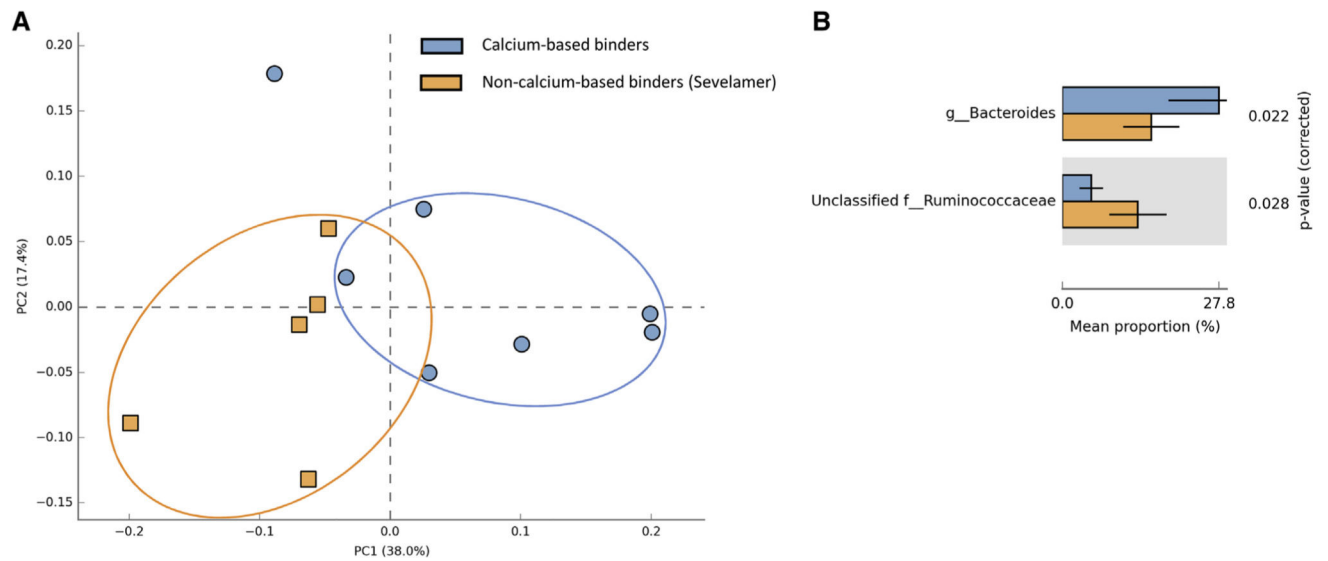 A
Calcium-based binders
Non-calcium-based binders (Sevelamer)
0.20
0.15
0.10
0.05
0.00
−0.05
−0.10
−0.15
PC2 (17.4%)
−0.2
−0.1
0.0
0.1
0.2
PC1 (38.0%)
B
g__Bacteroides
0.022
Unclassified f__Ruminococcaceae
0.028
p-value (corrected)
0.0
27.8
Mean proportion (%)